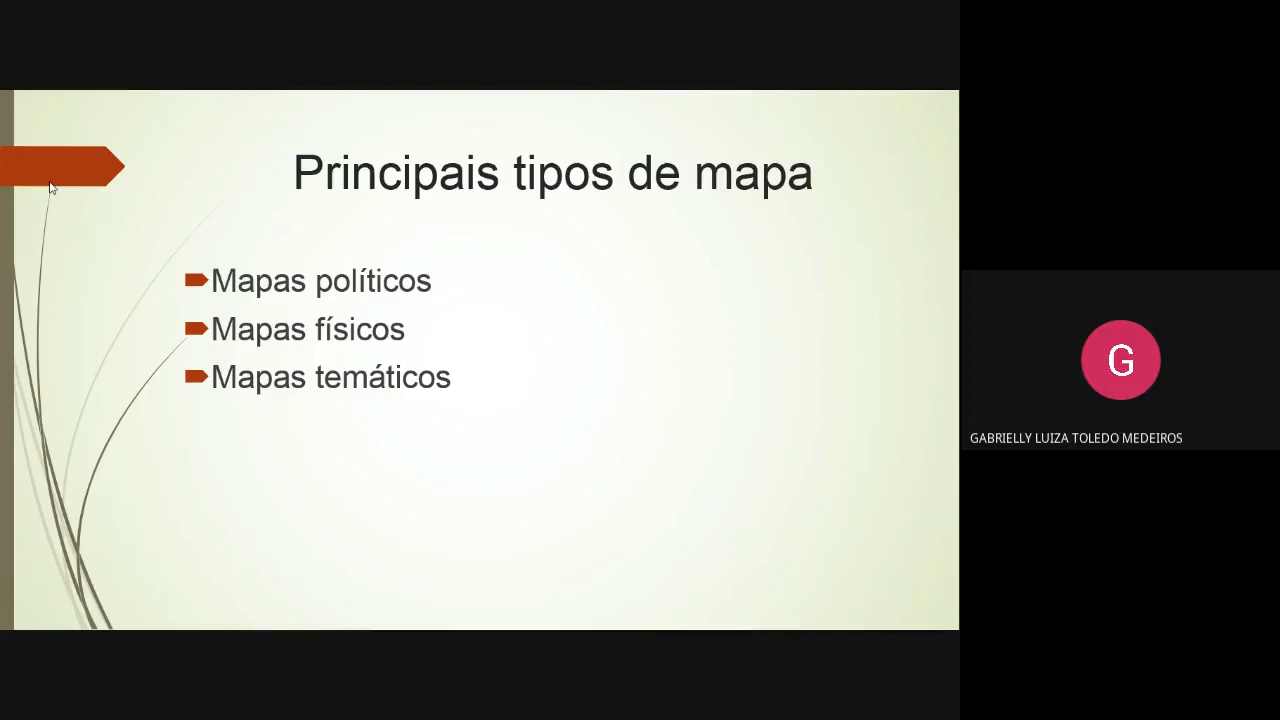 Principais tipos de mapa
Mapas políticos
Mapas físicos
Mapas temáticos
G
GABRIELLY LUIZA TOLEDO MEDEIROS